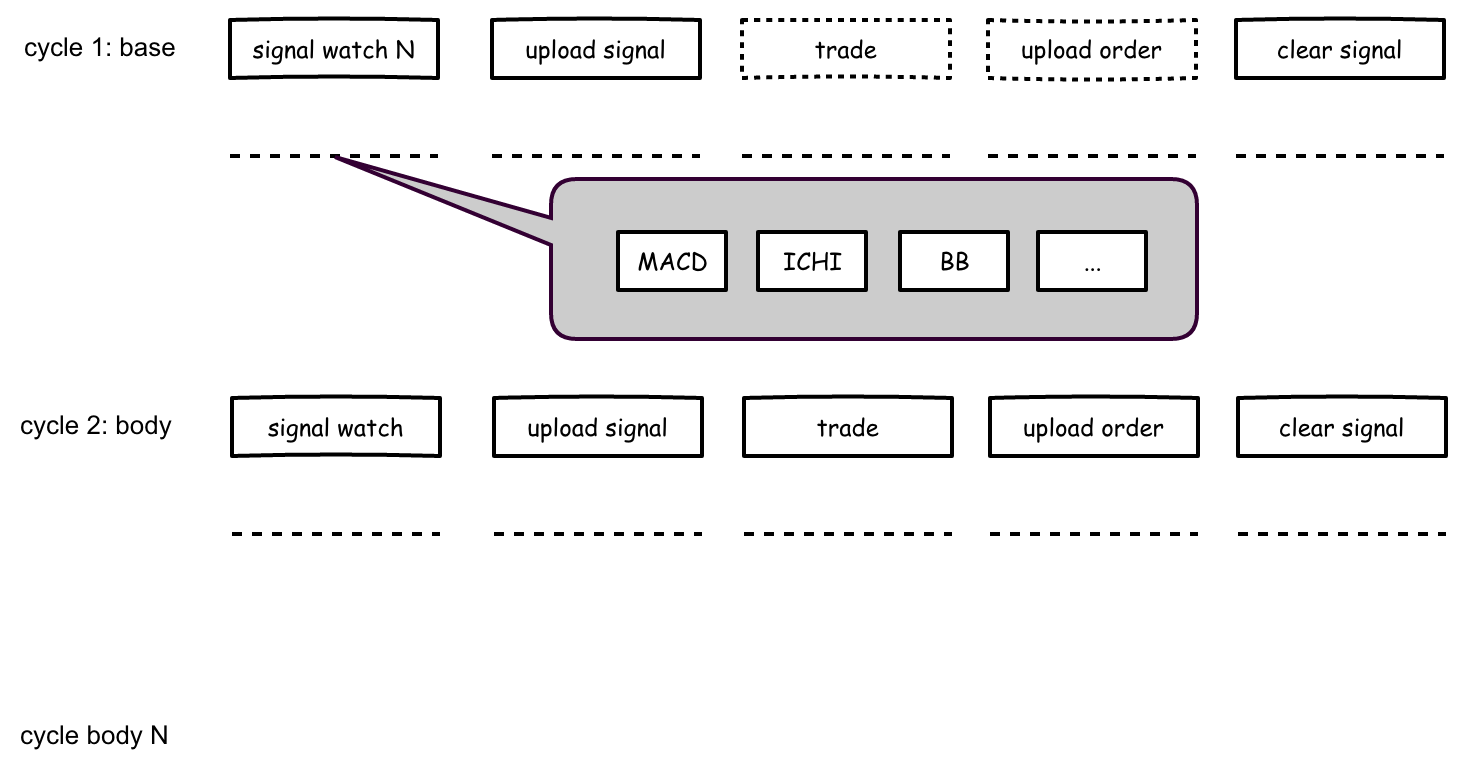 cycle 1: base
signal watch N
upload signal
trade
upload order
clear signal
MACD
ICHI
BB
...
cycle 2: body
signal watch
upload signal
trade
upload order
clear signal
cycle body N